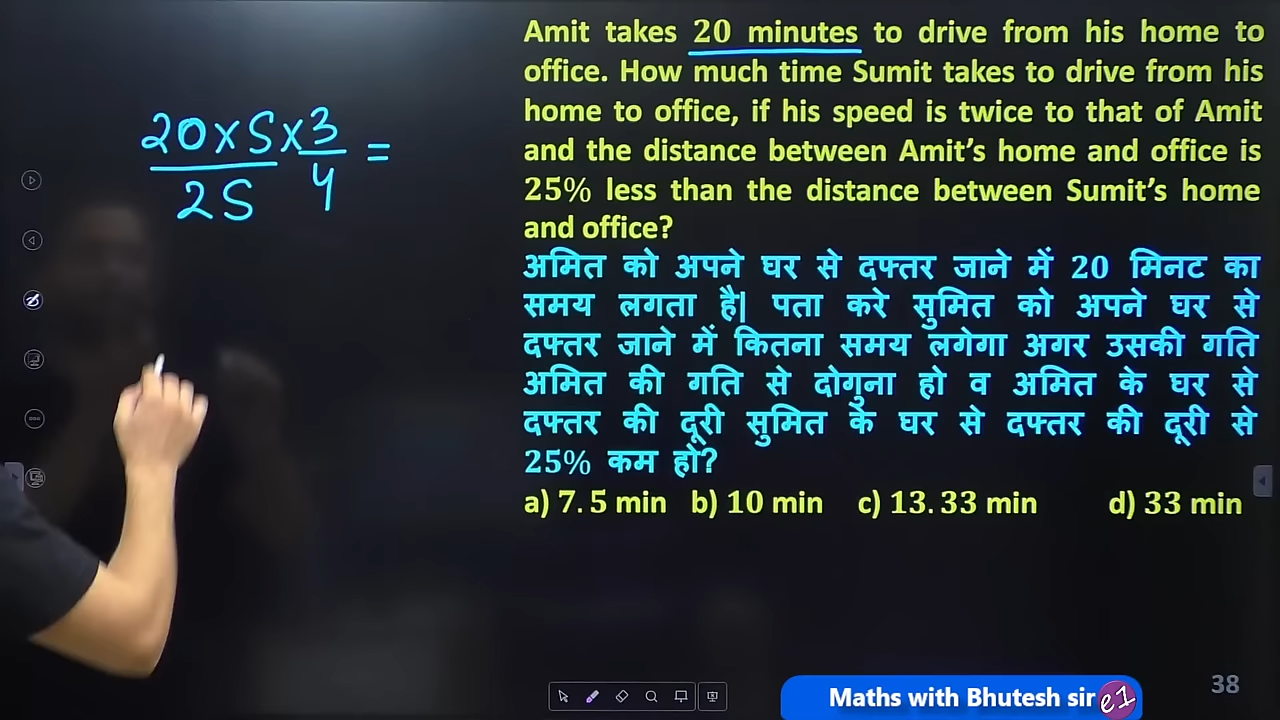 20×S×3
2S 4 =
Amit takes 20 minutes to drive from his home to
office. How much time Sumit takes to drive from his
home to office, if his speed is twice to that of Amit
and the distance between Amit's home and office is
25% less than the distance between Sumit's home
and office?
अमित को अपने घर से दफ्तर जाने में 20 मिनट का
समय लगता है| पता करे सुमित को अपने घर से
दफ्तर जाने में कितना समय लगेगा अगर उसकी गति
अमित की गति से दोगुना हो व अमित के घर से
दफ्तर की दूरी सुमित के घर से दफ्तर की दूरी से
25% कम हो?
a) 7.5 min b) 10 min c) 13.33 min d) 33 min
Maths with Bhutesh sir e1
38